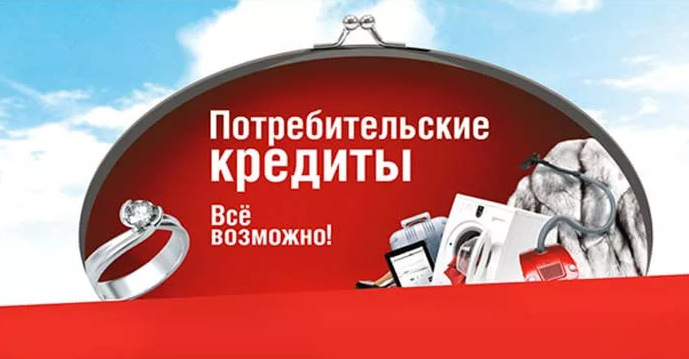 Потребительские
кредиты
Всё
возможно!